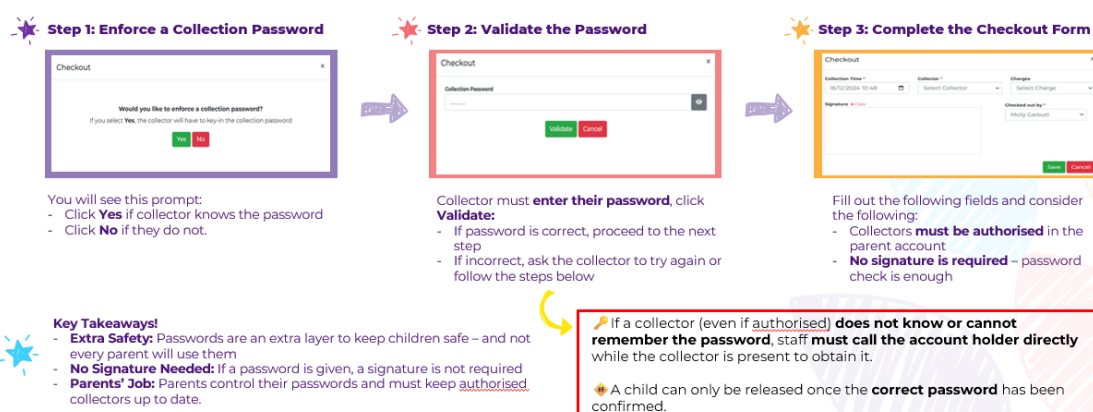 Step 1: Enforce a Collection Password
Checkout
×
Would you like to enforce a collection password?
If you select Yes, the collector will have to key-in the collection password
Yes No
You will see this prompt:
- Click Yes if collector knows the password
- Click No if they do not.
Step 2: Validate the Password
Checkout
×
Collection Password
Validate Cancel
Collector must enter their password, click
Validate:
- If password is correct, proceed to the next
step
- If incorrect, ask the collector to try again or
follow the steps below
Step 3: Complete the Checkout Form
Checkout
Collection Time * Collector * Charges
18/12/2024 10:48 Select Collector Select Charge
Signature Clear Checked out by *
Molly Garbutt
Save Cancel
Fill out the following fields and consider
the following:
- Collectors must be authorised in the
parent account
- No signature is required – password
check is enough
Key Takeaways!
- Extra Safety: Passwords are an extra layer to keep children safe – and not
every parent will use them
- No Signature Needed: If a password is given, a signature is not required
- Parents' Job: Parents control their passwords and must keep authorised
collectors up to date.
If a collector (even if authorised) does not know or cannot
remember the password, staff must call the account holder directly
while the collector is present to obtain it.
A child can only be released once the correct password has been
confirmed.